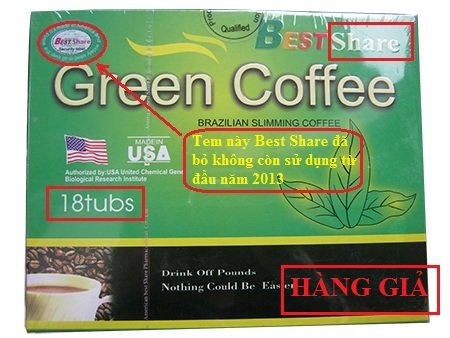 Qualified
BEST Share
BEST Share
Green Coffee
BRAZILIAN SLIMMING COFFEE
MADE IN
USA
Tem này Best Share đã
bỏ không còn sử dụng từ
đầu năm 2013
Authorized by:USA United Chemical Gene
Biological Research Institute
18tubs
Drink Off Pounds
Nothing Could Be Easier
HÀNG GIẢ